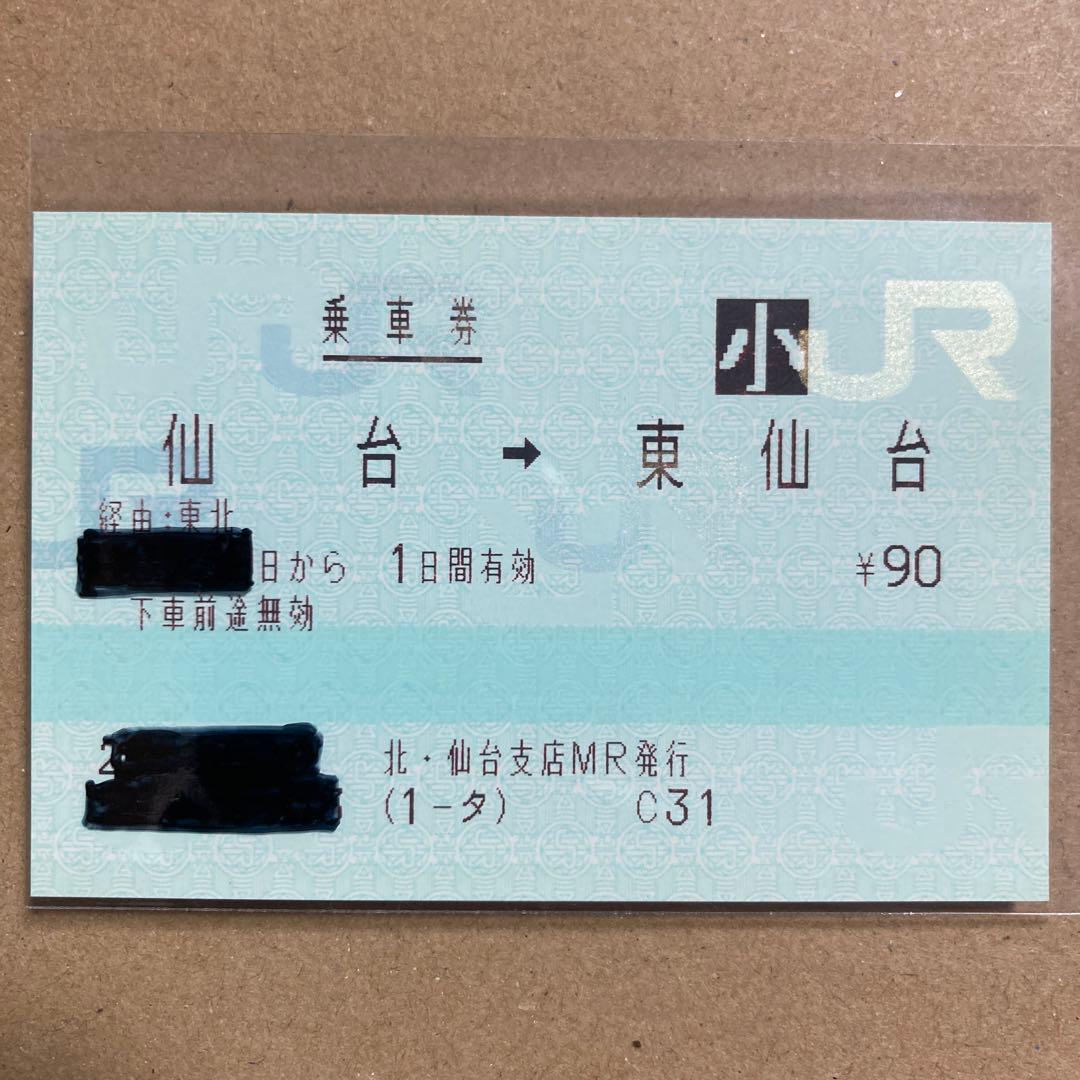 乗車券
小 JR
仙台 → 東仙台
経由:東北
日から 1日間有効 ¥90
下車前途無効
2 北・仙台支店MR発行
(1-タ) C31